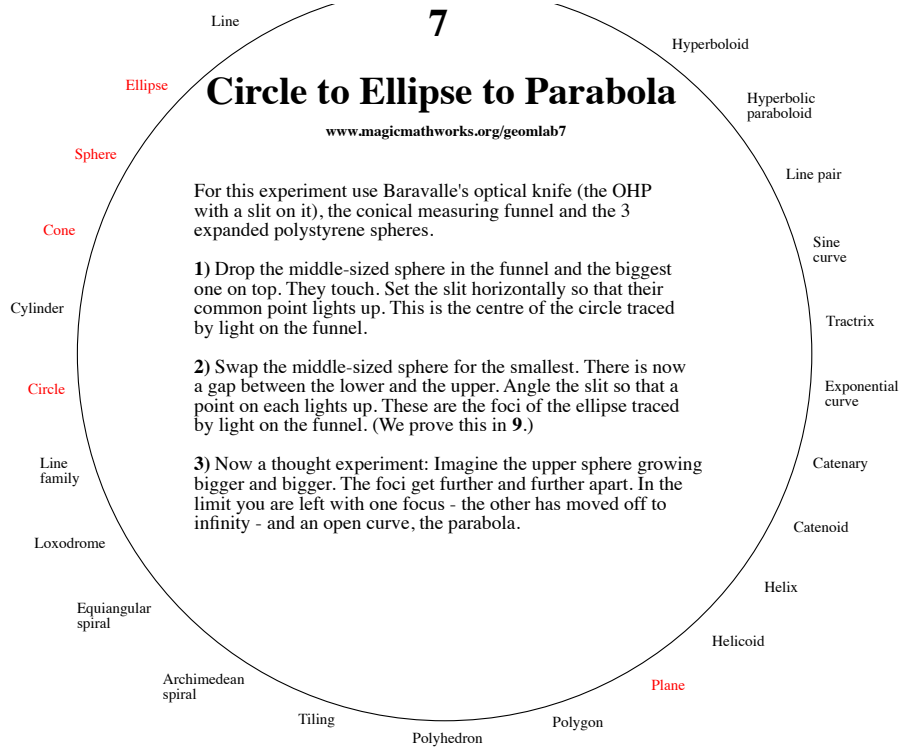 7
Circle to Ellipse to Parabola
www.magicmathworks.org/geomlab7
For this experiment use Baravalle's optical knife (the OHP
with a slit on it), the conical measuring funnel and the 3
expanded polystyrene spheres.
1) Drop the middle-sized sphere in the funnel and the biggest
one on top. They touch. Set the slit horizontally so that their
common point lights up. This is the centre of the circle traced
by light on the funnel.
2) Swap the middle-sized sphere for the smallest. There is now
a gap between the lower and the upper. Angle the slit so that a
point on each lights up. These are the foci of the ellipse traced
by light on the funnel. (We prove this in 9.)
3) Now a thought experiment: Imagine the upper sphere growing
bigger and bigger. The foci get further and further apart. In the
limit you are left with one focus - the other has moved off to
infinity - and an open curve, the parabola.
Hyperboloid
Hyperbolic
paraboloid
Line pair
Sine
curve
Tractrix
Exponential
curve
Catenary
Catenoid
Helix
Helicoid
Plane
Polygon
Polyhedron
Tiling
Archimedean
spiral
Equiangular
spiral
Loxodrome
Line
family
Circle
Cylinder
Cone
Sphere
Ellipse
Line